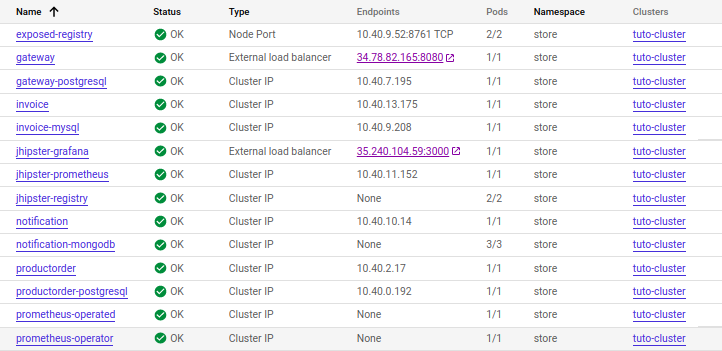 Name Status Type Endpoints Pods Namespace Clusters
exposed-registry OK Node Port 10.40.9.52:8761 TCP 2/2 store tuto-cluster
gateway OK External load balancer 34.78.82.165:8080 1/1 store tuto-cluster
gateway-postgresql OK Cluster IP 10.40.7.195 1/1 store tuto-cluster
invoice OK Cluster IP 10.40.13.175 1/1 store tuto-cluster
invoice-mysql OK Cluster IP 10.40.9.208 1/1 store tuto-cluster
jhipster-grafana OK External load balancer 35.240.104.59:3000 1/1 store tuto-cluster
jhipster-prometheus OK Cluster IP 10.40.11.152 1/1 store tuto-cluster
jhipster-registry OK Cluster IP None 2/2 store tuto-cluster
notification OK Cluster IP 10.40.10.14 1/1 store tuto-cluster
notification-mongodb OK Cluster IP None 3/3 store tuto-cluster
productorder OK Cluster IP 10.40.2.17 1/1 store tuto-cluster
productorder-postgresql OK Cluster IP 10.40.0.192 1/1 store tuto-cluster
prometheus-operated OK Cluster IP None 1/1 store tuto-cluster
prometheus-operator OK Cluster IP None 1/1 store tuto-cluster